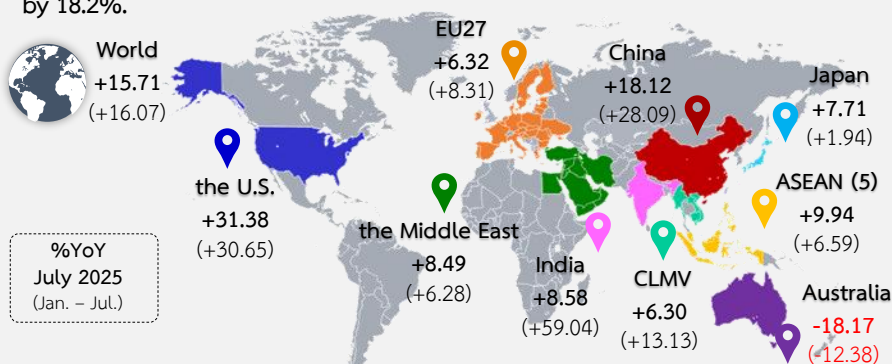 by 18.2%.
World
+15.71
(+16.07)
EU27
+6.32
(+8.31)
China
+18.12
(+28.09)
Japan
+7.71
(+1.94)
the U.S.
+31.38
(+30.65)
the Middle East
+8.49
(+6.28)
India
+8.58
(+59.04)
CLMV
+6.30
(+13.13)
ASEAN (5)
+9.94
(+6.59)
Australia
-18.17
(-12.38)
%YoY
July 2025
(Jan. – Jul.)